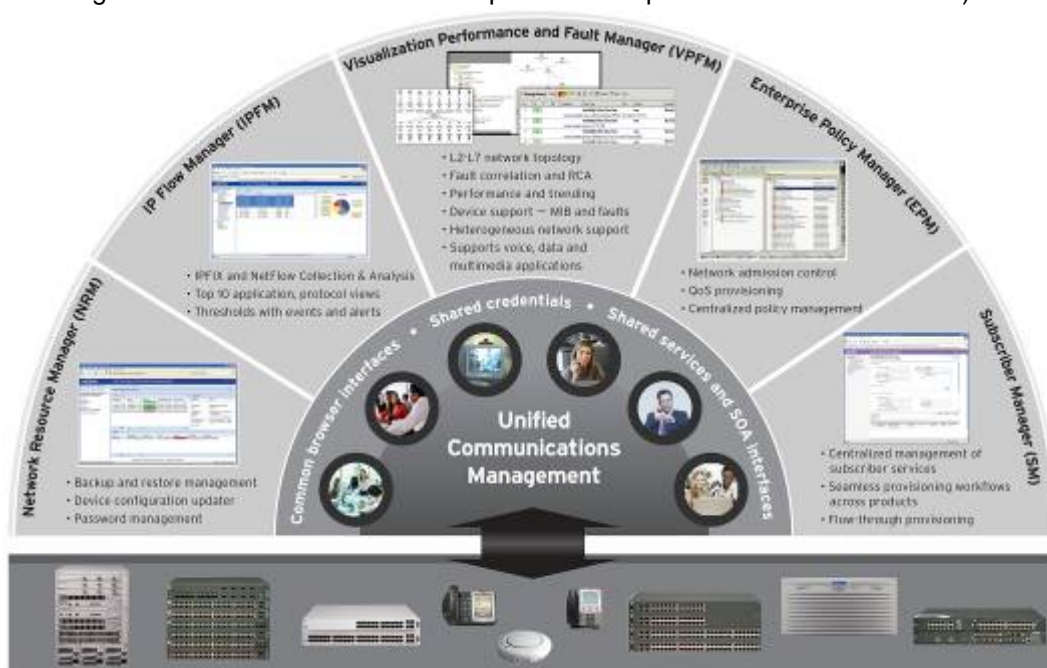 Visualization Performance and Fault Manager (VPFM)
• L2-L7 network topology
• Fault correlation and RCA
• Performance and trending
• Device support — MIB and faults
• Heterogeneous network support
• Supports voice, data and
multimedia applications
IP Flow Manager (IPFM)
• IPFIX and NetFlow Collection & Analysis
• Top 10 application, protocol views
• Thresholds with events and alerts
Enterprise Policy Manager (EPM)
• Network admission control
• QoS provisioning
• Centralized policy management
Network Resource Manager (NRM)
• Backup and restore management
• Device configuration updater
• Password management
Subscriber Manager (SM)
• Centralized management of
subscriber services
• Seamless provisioning workflows
across products
• Flow-through provisioning
Common browser interfaces • Shared credentials • Shared services and SOA interfaces
Unified
Communications
Management